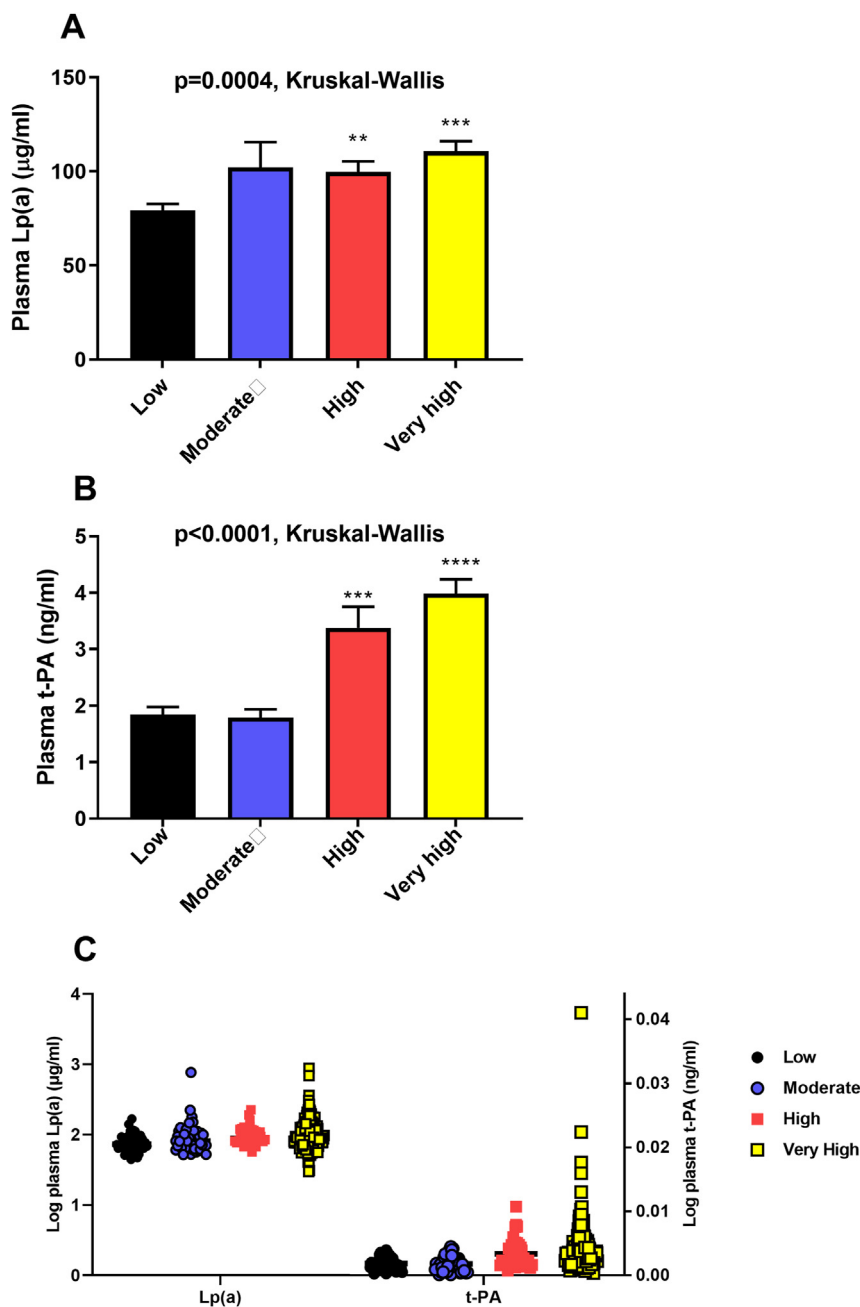 A
p=0.0004, Kruskal-Wallis
Plasma Lp(a) (μg/ml)
150
100
50
0
**
***
Low
Moderate□
High
Very high
B
p<0.0001, Kruskal-Wallis
Plasma t-PA (ng/ml)
5
4
3
2
1
0
***
****
Low
Moderate□
High
Very high
C
Log plasma Lp(a) (μg/ml)
4
3
2
1
0
0.04
0.03
0.02
0.01
0.00
Log plasma t-PA (ng/ml)
Lp(a)
t-PA
Low
Moderate
High
Very High